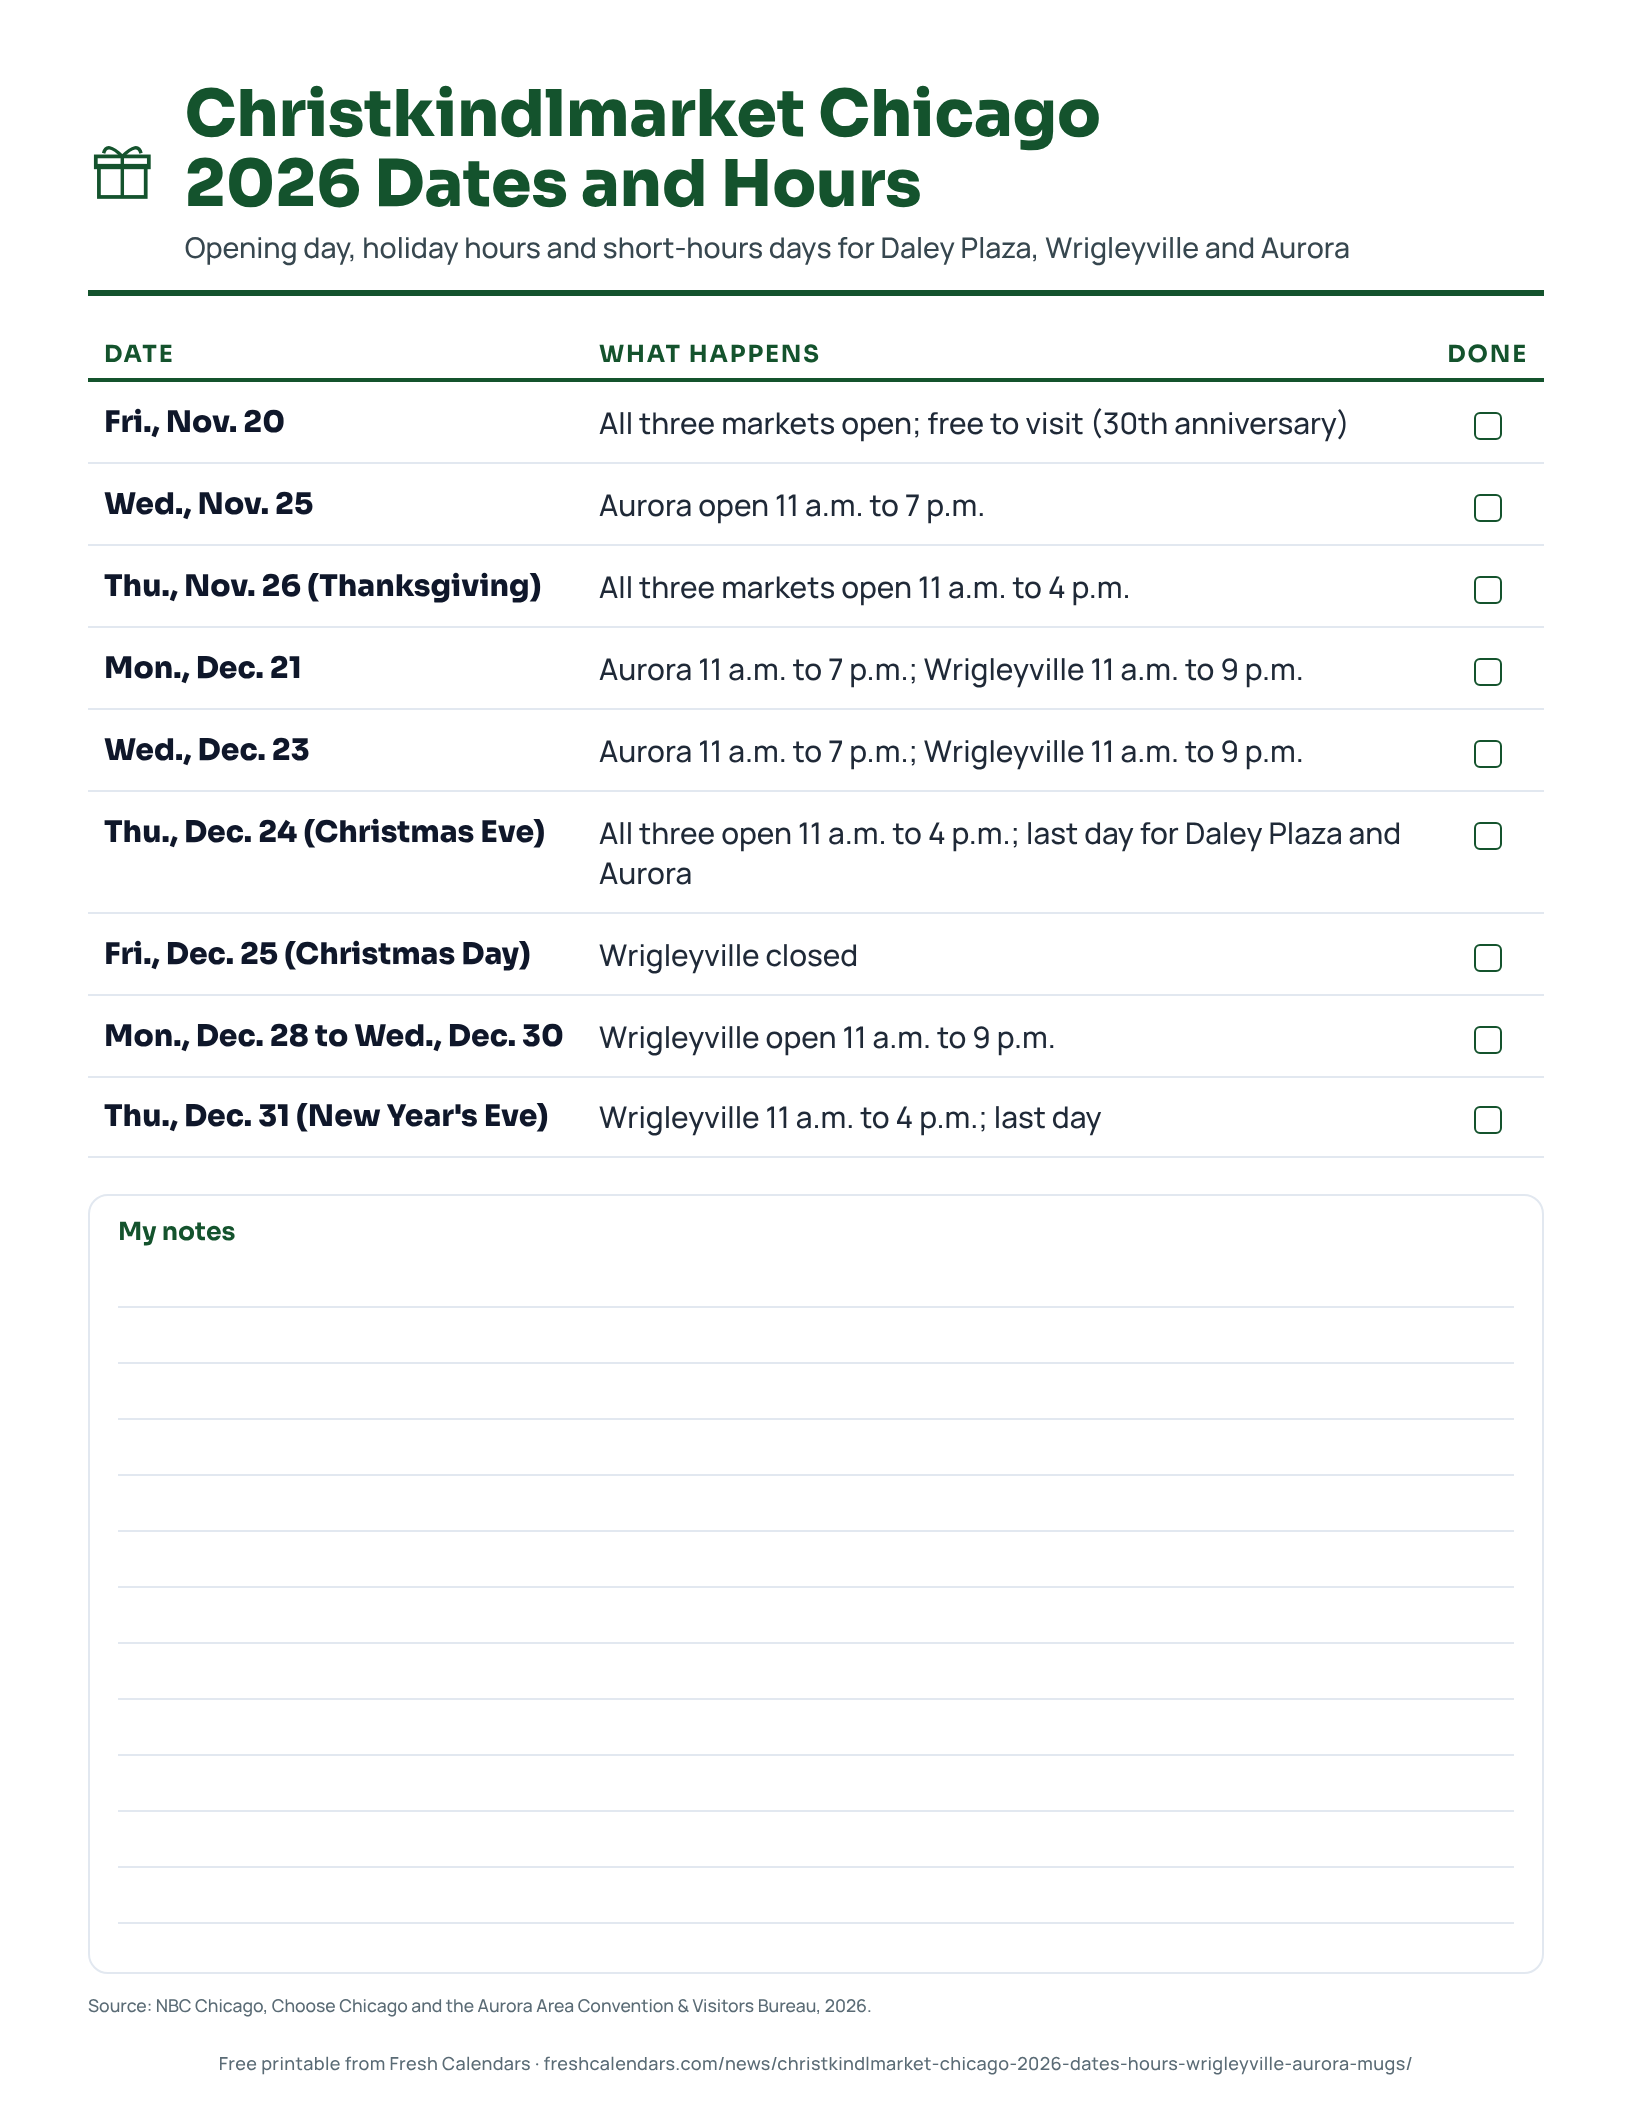 Christkindlmarket Chicago
2026 Dates and Hours
Opening day, holiday hours and short-hours days for Daley Plaza, Wrigleyville and Aurora
DATE WHAT HAPPENS DONE
Fri., Nov. 20 All three markets open; free to visit (30th anniversary)
Wed., Nov. 25 Aurora open 11 a.m. to 7 p.m.
Thu., Nov. 26 (Thanksgiving) All three markets open 11 a.m. to 4 p.m.
Mon., Dec. 21 Aurora 11 a.m. to 7 p.m.; Wrigleyville 11 a.m. to 9 p.m.
Wed., Dec. 23 Aurora 11 a.m. to 7 p.m.; Wrigleyville 11 a.m. to 9 p.m.
Thu., Dec. 24 (Christmas Eve) All three open 11 a.m. to 4 p.m.; last day for Daley Plaza and
Aurora
Fri., Dec. 25 (Christmas Day) Wrigleyville closed
Mon., Dec. 28 to Wed., Dec. 30 Wrigleyville open 11 a.m. to 9 p.m.
Thu., Dec. 31 (New Year's Eve) Wrigleyville 11 a.m. to 4 p.m.; last day
My notes
Source: NBC Chicago, Choose Chicago and the Aurora Area Convention & Visitors Bureau, 2026.
Free printable from Fresh Calendars · freshcalendars.com/news/christkindlmarket-chicago-2026-dates-hours-wrigleyville-aurora-mugs/